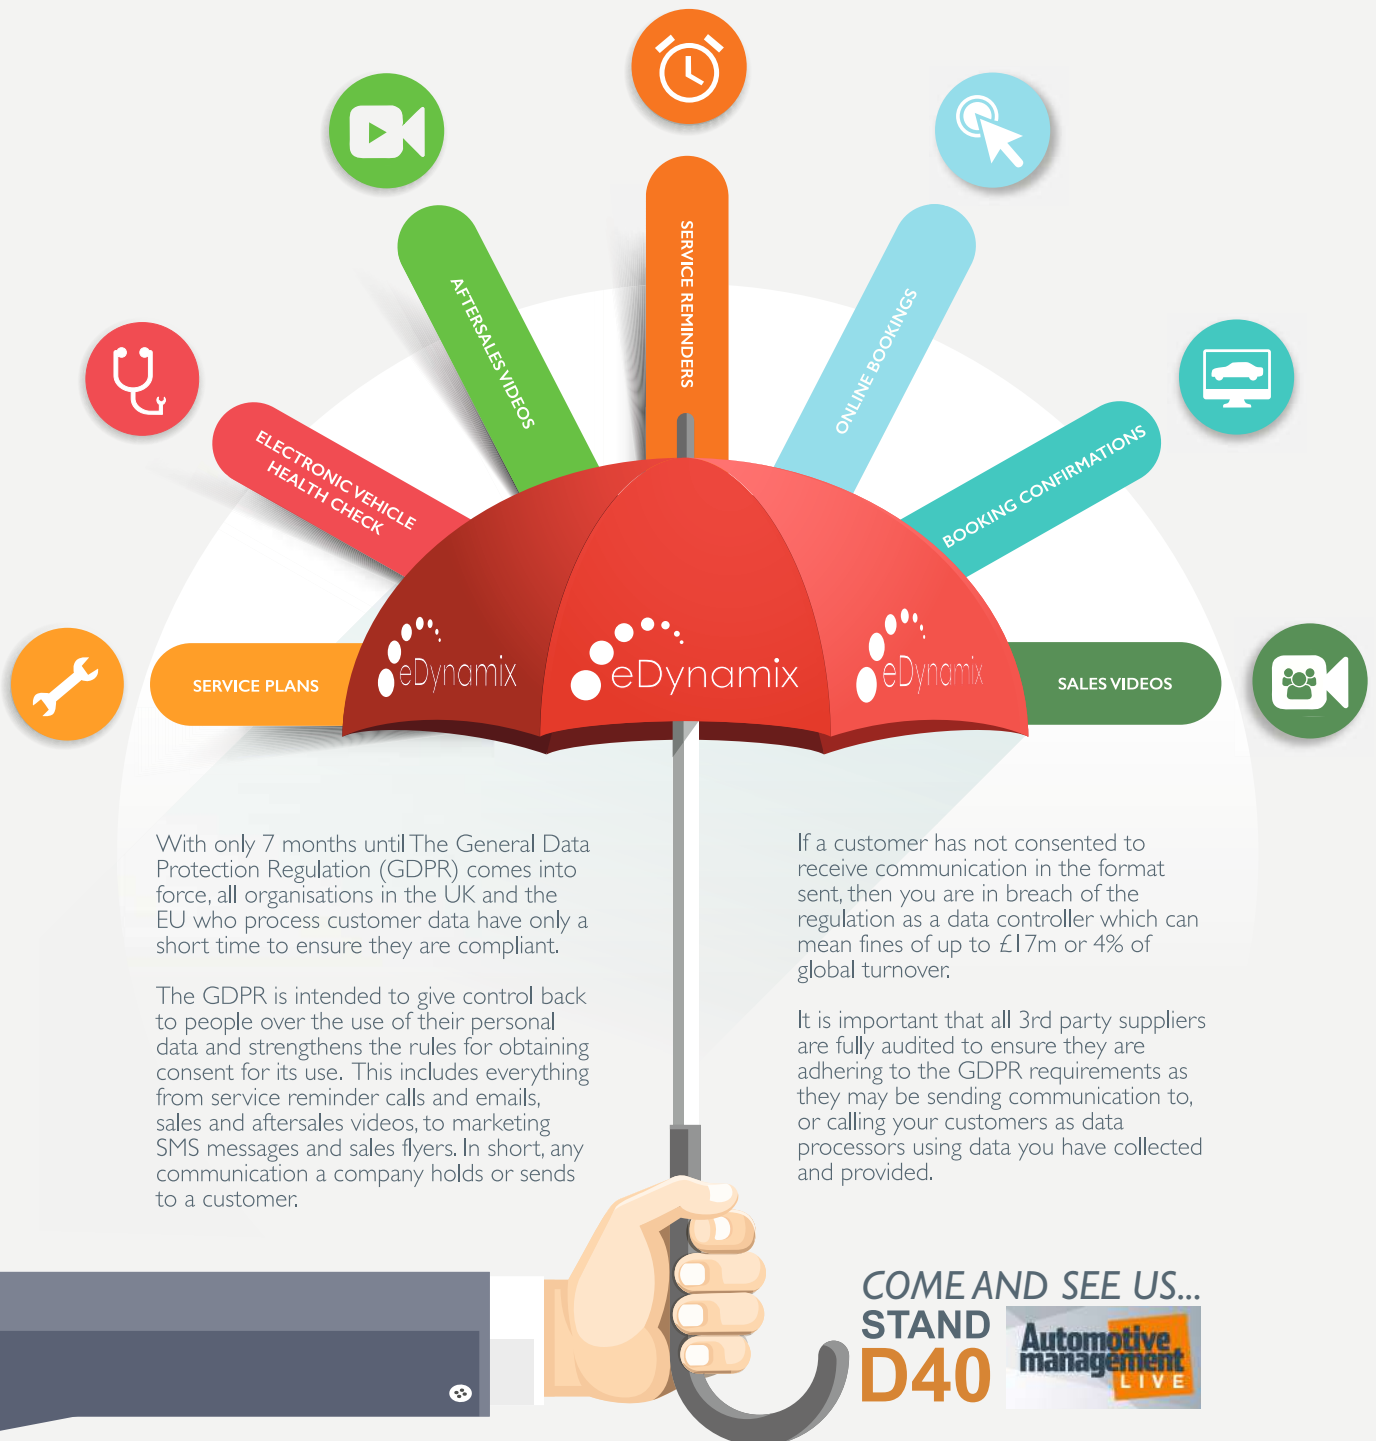 SERVICE REMINDERS
AFTERSALES VIDEOS
ONLINE BOOKINGS
ELECTRONIC VEHICLE
HEALTH CHECK
BOOKING CONFIRMATIONS
SERVICE PLANS
eDynamix
eDynamix
eDynamix
SALES VIDEOS
With only 7 months until The General Data
Protection Regulation (GDPR) comes into
force, all organisations in the UK and the
EU who process customer data have only a
short time to ensure they are compliant.
The GDPR is intended to give control back
to people over the use of their personal
data and strengthens the rules for obtaining
consent for its use. This includes everything
from service reminder calls and emails,
sales and aftersales videos, to marketing
SMS messages and sales flyers. In short, any
communication a company holds or sends
to a customer.
If a customer has not consented to
receive communication in the format
sent, then you are in breach of the
regulation as a data controller which can
mean fines of up to £17m or 4% of
global turnover.
It is important that all 3rd party suppliers
are fully audited to ensure they are
adhering to the GDPR requirements as
they may be sending communication to,
or calling your customers as data
processors using data you have collected
and provided.
COME AND SEE US...
STAND
D40
Automotive
management
LIVE